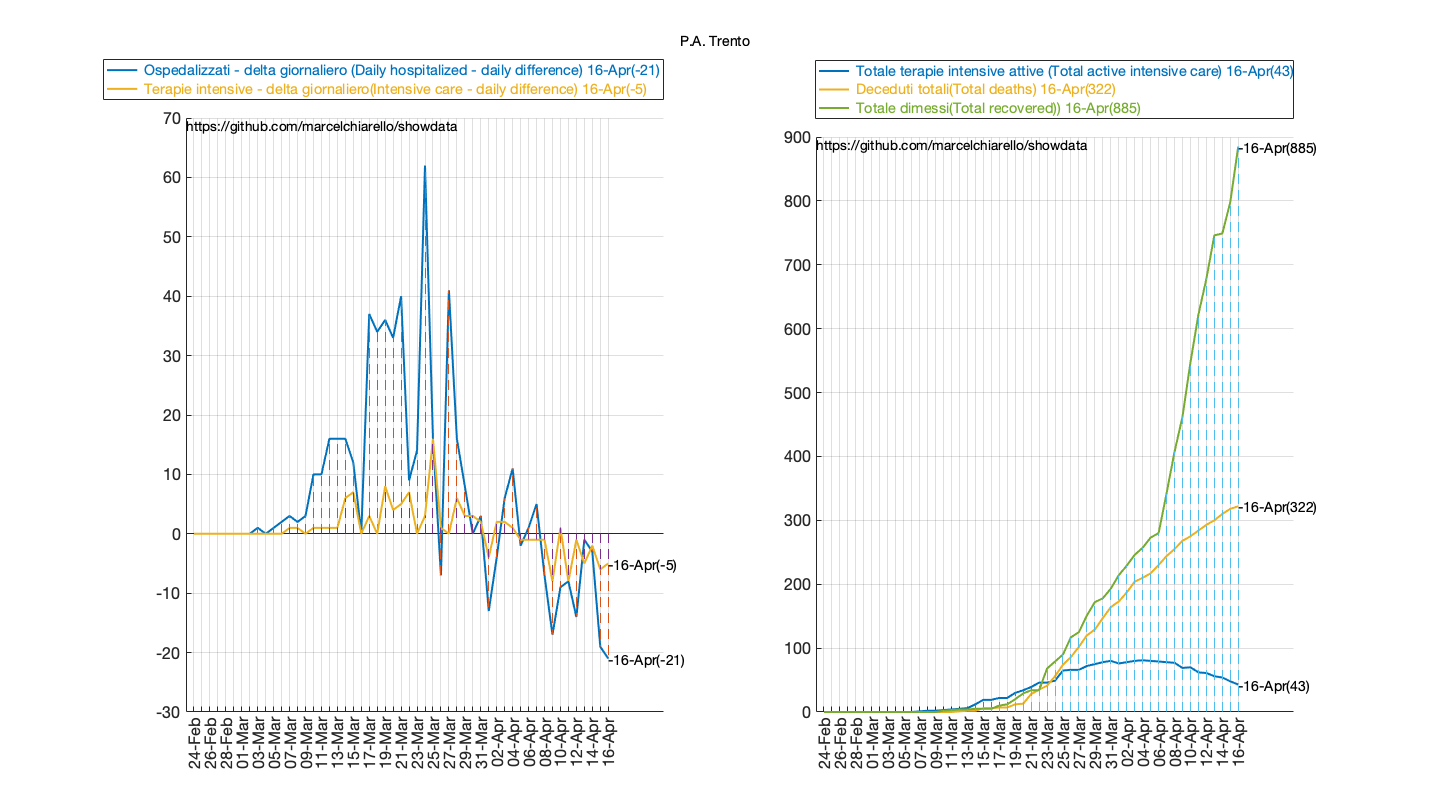 P.A. Trento
Ospedalizzati - delta giornaliero (Daily hospitalized - daily difference) 16-Apr(-21)
Terapie intensive - delta giornaliero(Intensive care - daily difference) 16-Apr(-5)
https://github.com/marcelchiarello/showdata
70
60
50
40
30
20
10
0
-10
-20
-30
16-Apr(-5)
16-Apr(-21)
24-Feb
26-Feb
28-Feb
01-Mar
03-Mar
05-Mar
07-Mar
09-Mar
11-Mar
13-Mar
15-Mar
17-Mar
19-Mar
21-Mar
23-Mar
25-Mar
27-Mar
29-Mar
31-Mar
02-Apr
04-Apr
06-Apr
08-Apr
10-Apr
12-Apr
14-Apr
16-Apr
Totale terapie intensive attive (Total active intensive care) 16-Apr(43)
Deceduti totali(Total deaths) 16-Apr(322)
Totale dimessi(Total recovered)) 16-Apr(885)
https://github.com/marcelchiarello/showdata
900
800
700
600
500
400
300
200
100
0
16-Apr(885)
16-Apr(322)
16-Apr(43)
24-Feb
26-Feb
28-Feb
01-Mar
03-Mar
05-Mar
07-Mar
09-Mar
11-Mar
13-Mar
15-Mar
17-Mar
19-Mar
21-Mar
23-Mar
25-Mar
27-Mar
29-Mar
31-Mar
02-Apr
04-Apr
06-Apr
08-Apr
10-Apr
12-Apr
14-Apr
16-Apr